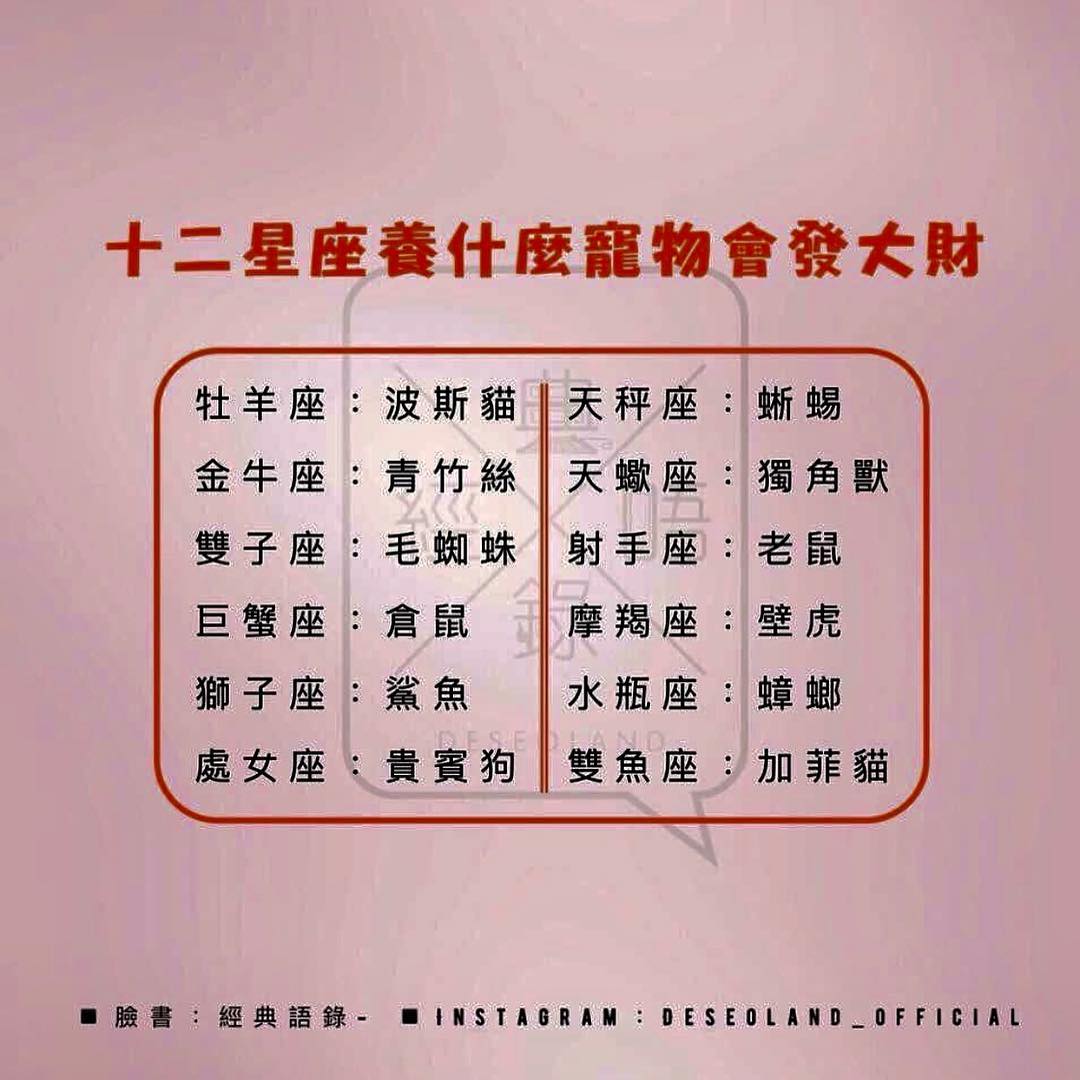 十二星座養什麼寵物會發大財
牡羊座：波斯貓
金牛座：青竹絲
雙子座：毛蜘蛛
巨蟹座：倉鼠
獅子座：鯊魚
處女座：貴賓狗
天秤座：蜥蜴
天蠍座：獨角獸
射手座：老鼠
摩羯座：壁虎
水瓶座：蟑螂
雙魚座：加菲貓
經典語錄
DESEOLAND
■ 臉書：經典語錄- ■ INSTAGRAM：DESEOLAND_OFFICIAL